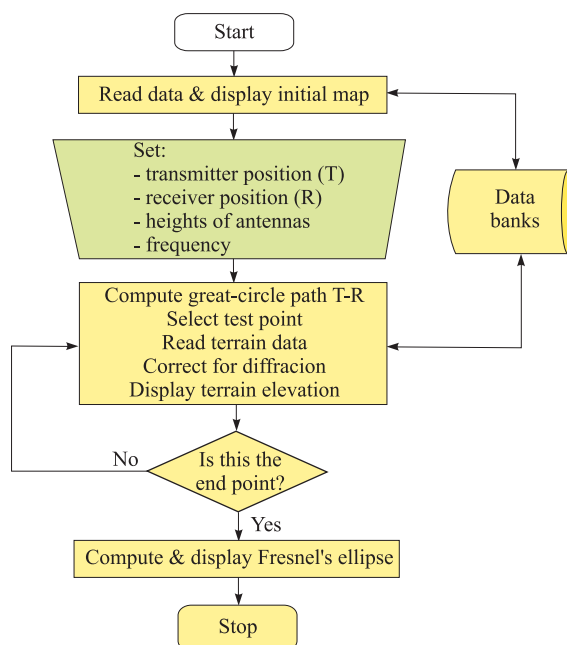 Start
Read data & display initial map
Set:
- transmitter position (T)
- receiver position (R)
- heights of antennas
- frequency
Data
banks
Compute great-circle path T-R
Select test point
Read terrain data
Correct for diffracion
Display terrain elevation
No
Is this the
end point?
Yes
Compute & display Fresnel's ellipse
Stop